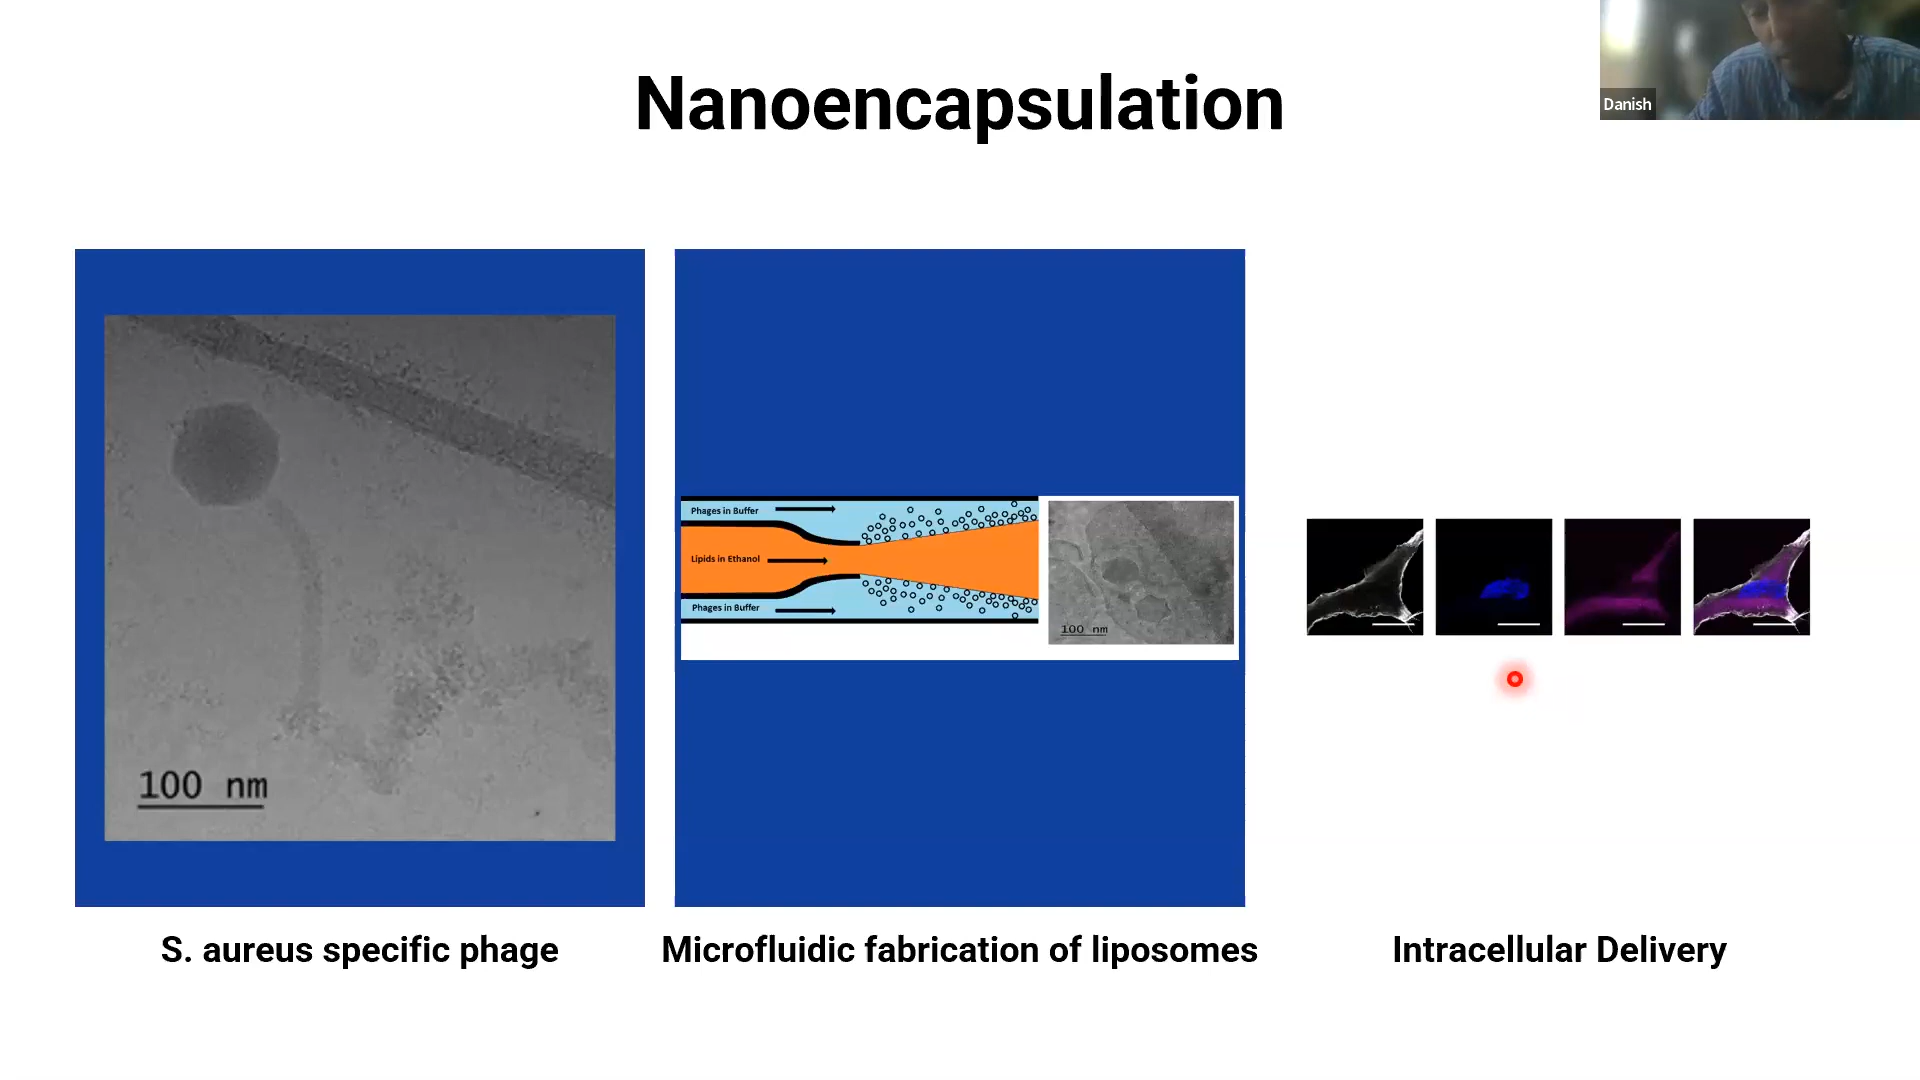 Nanoencapsulation
Danish
100 nm
Phages in Buffer
Lipids in Ethanol
Phages in Buffer
100 nm
S. aureus specific phage
Microfluidic fabrication of liposomes
Intracellular Delivery